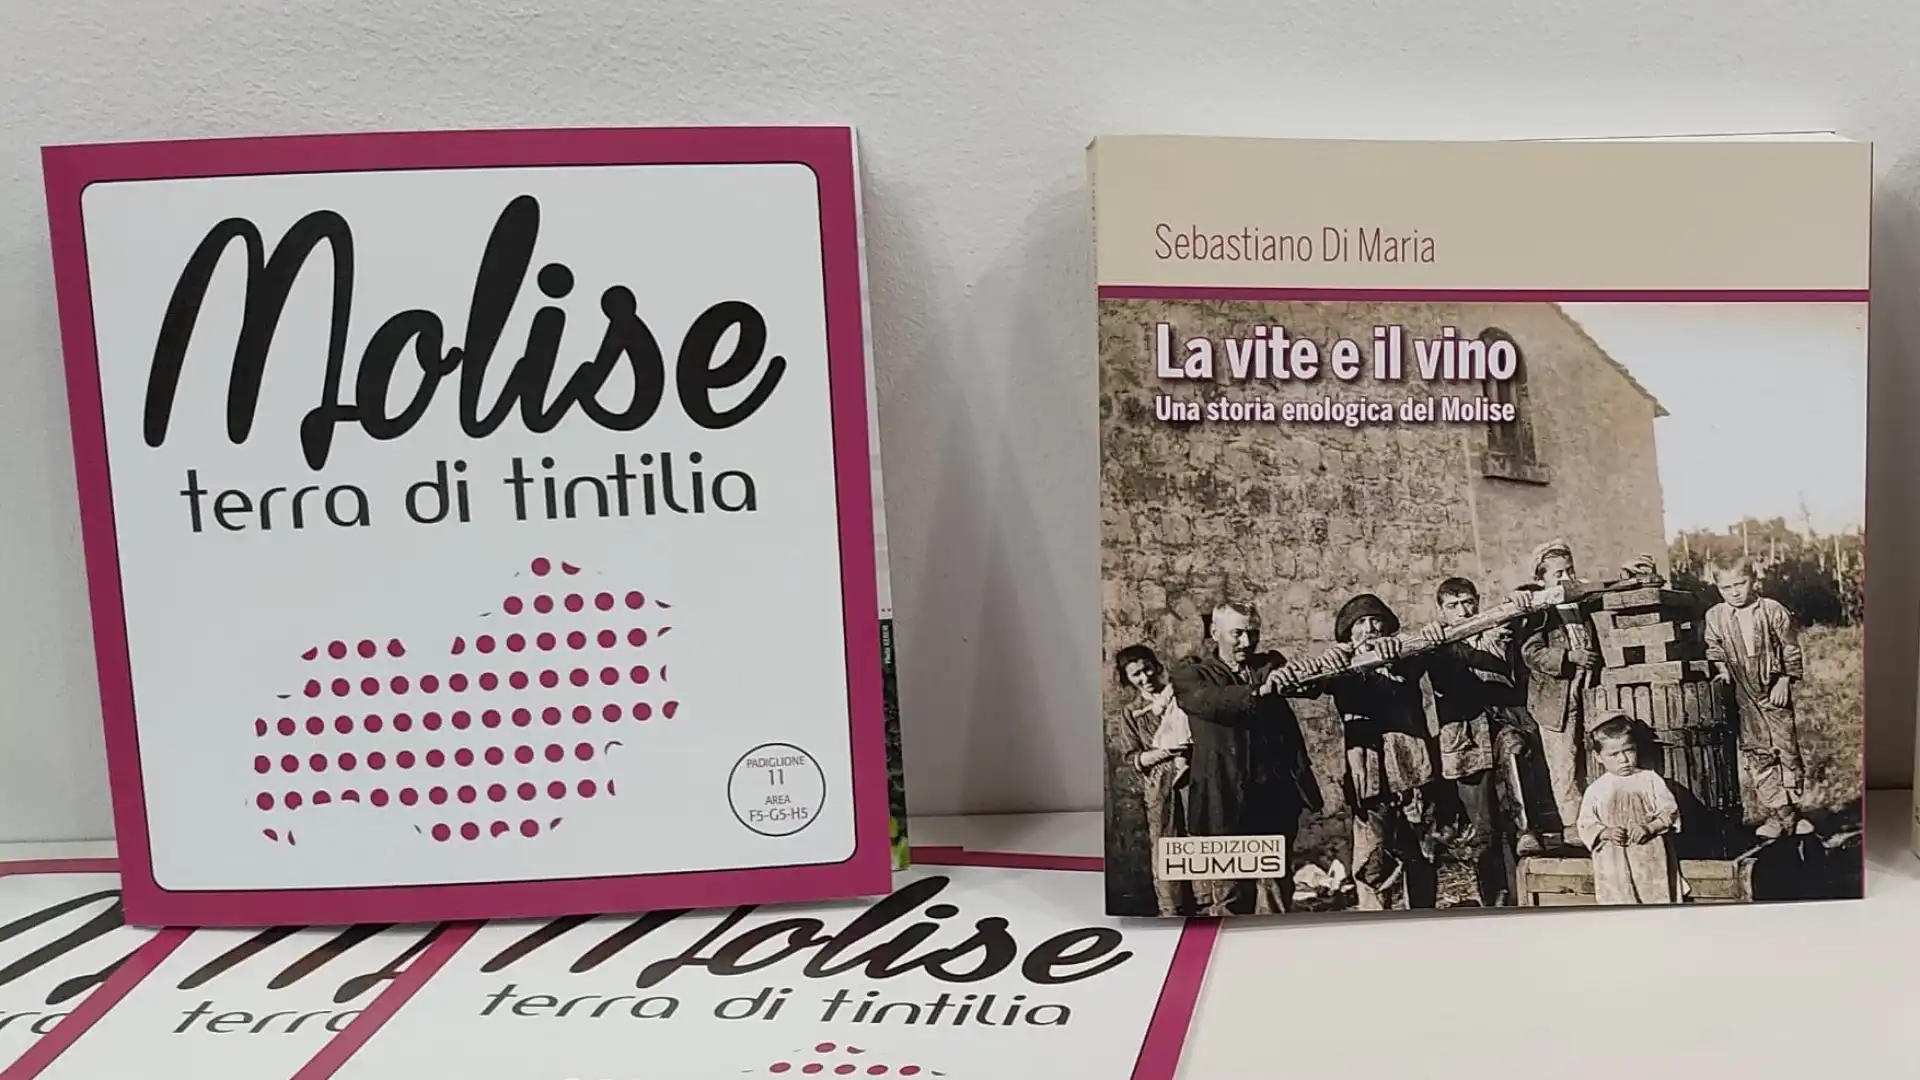 Molise
terra di tintilia
PADIGLIONE
11
AREA
F5-G5-H5
Sebastiano Di Maria
La vite e il vino
Una storia enologica del Molise
IBC EDIZIONI
HUMUS
Molise
terra di tintilia